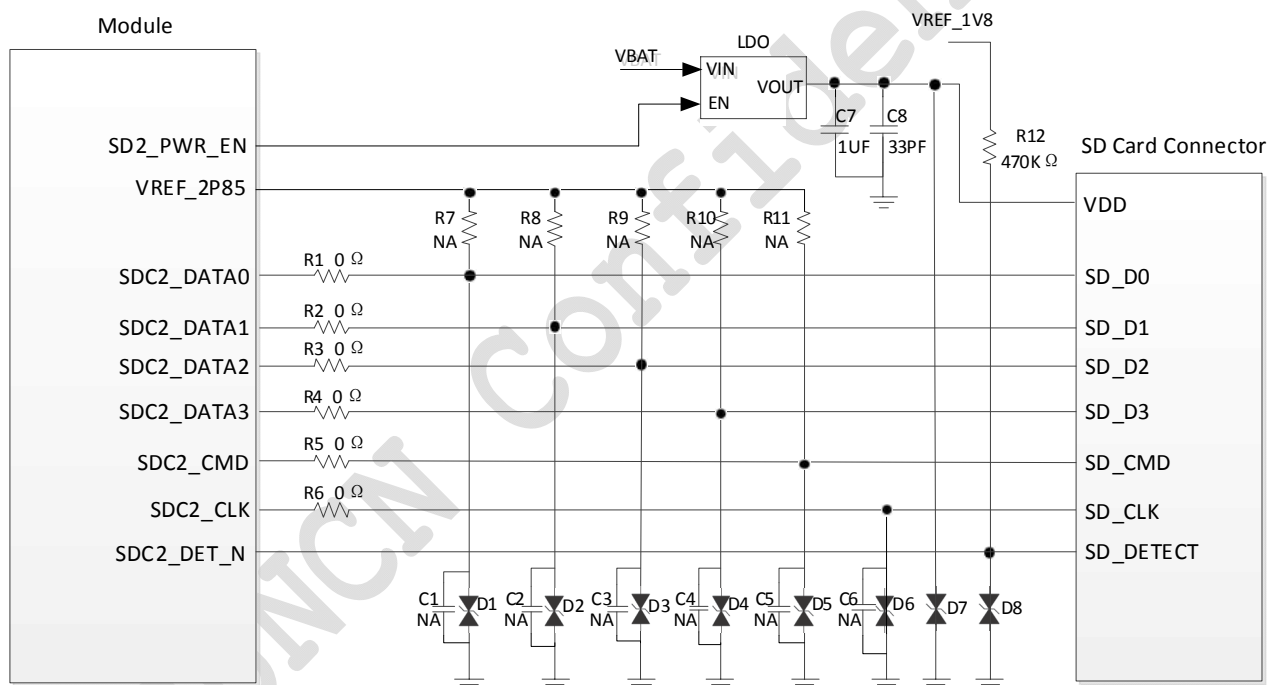 Module
LDO
VREF_1V8
VBAT
VIN
VOUT
EN
C7
1UF
C8
33PF
R12
470K Ω
SD Card Connector
SD2_PWR_EN
VREF_2P85
VDD
R7
NA
R8
NA
R9
NA
R10
NA
R11
NA
SDC2_DATA0
R1 0 Ω
SD_D0
SDC2_DATA1
R2 0 Ω
SD_D1
SDC2_DATA2
R3 0 Ω
SD_D2
SDC2_DATA3
R4 0 Ω
SD_D3
SDC2_CMD
R5 0 Ω
SD_CMD
SDC2_CLK
R6 0 Ω
SD_CLK
SDC2_DET_N
SD_DETECT
C1
NA
D1
C2
NA
D2
C3
NA
D3
C4
NA
D4
C5
NA
D5
C6
NA
D6
D7
D8